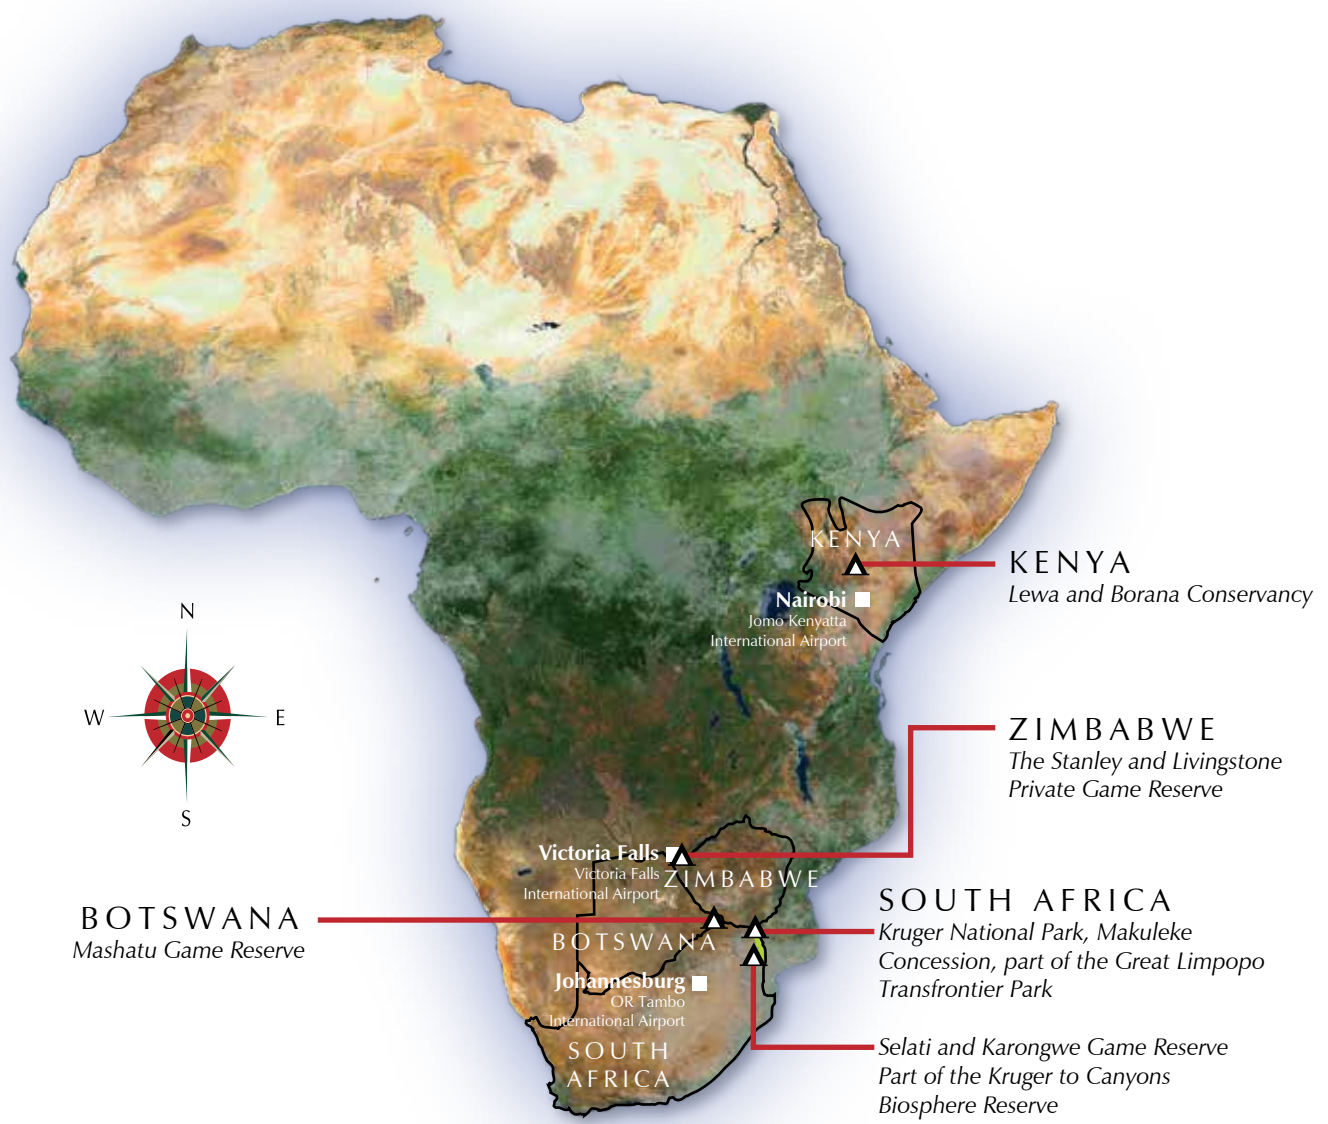 KENYA
KENYA
Lewa and Borana Conservancy
Nairobi
Jomo Kenyatta
International Airport
N
W
E
S
ZIMBABWE
The Stanley and Livingstone
Private Game Reserve
Victoria Falls
Victoria Falls
International Airport
ZIMBABWE
BOTSWANA
Mashatu Game Reserve
BOTSWANA
SOUTH AFRICA
Kruger National Park, Makuleke
Concession, part of the Great Limpopo
Transfrontier Park
Johannesburg
OR Tambo
International Airport
SOUTH
AFRICA
Selati and Karongwe Game Reserve
Part of the Kruger to Canyons
Biosphere Reserve